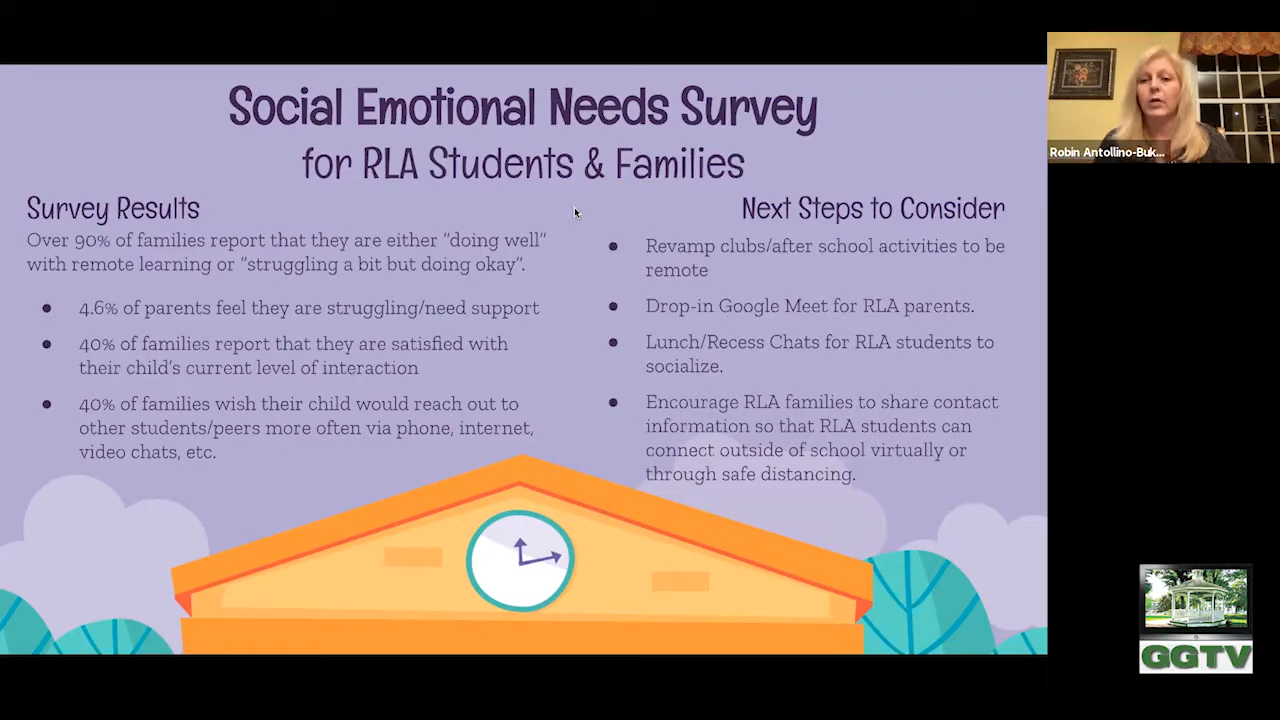 Social Emotional Needs Survey
for RLA Students & Families
Survey Results
Over 90% of families report that they are either "doing well"
with remote learning or "struggling a bit but doing okay".
● 4.6% of parents feel they are struggling/need support
● 40% of families report that they are satisfied with
their child's current level of interaction
● 40% of families wish their child would reach out to
other students/peers more often via phone, internet,
video chats, etc.
Next Steps to Consider
● Revamp clubs/after school activities to be
remote
● Drop-in Google Meet for RLA parents.
● Lunch/Recess Chats for RLA students to
socialize.
● Encourage RLA families to share contact
information so that RLA students can
connect outside of school virtually or
through safe distancing.
Robin Antollino-Buk...
GGTV